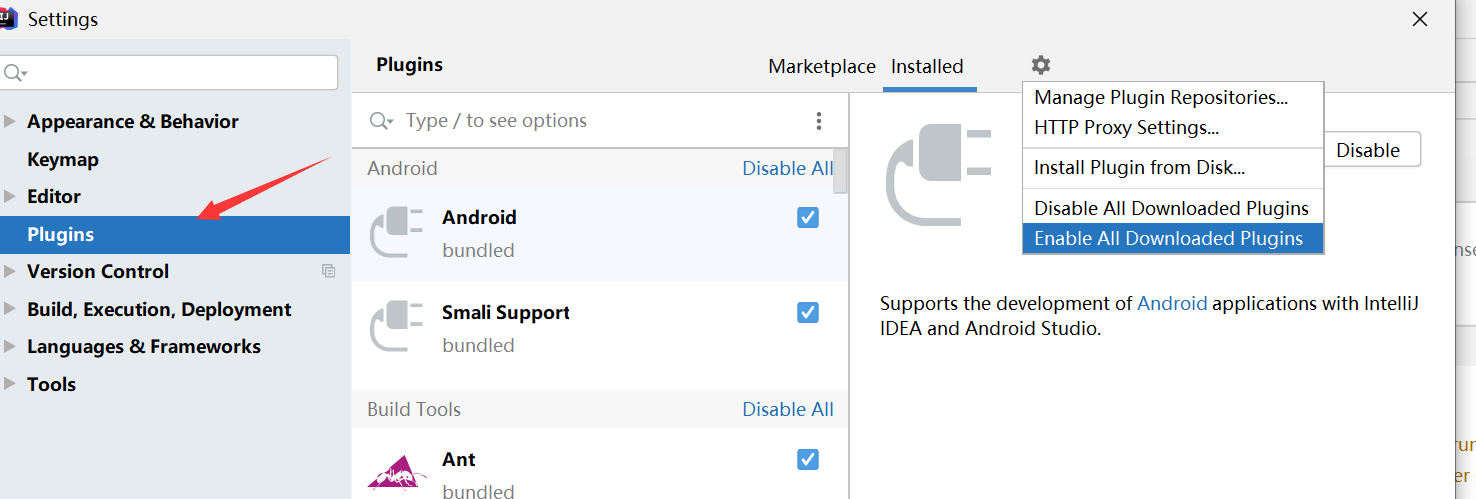 Settings
Plugins
Marketplace
Installed
Appearance & Behavior
Keymap
Editor
Plugins
Version Control
Build, Execution, Deployment
Languages & Frameworks
Tools
Type / to see options
Android
Disable All
Android
bundled
Smali Support
bundled
Build Tools
Disable All
Ant
bundled
Manage Plugin Repositories...
HTTP Proxy Settings...
Install Plugin from Disk...
Disable All Downloaded Plugins
Enable All Downloaded Plugins
Disable
Supports the development of Android applications with IntelliJ
IDEA and Android Studio.